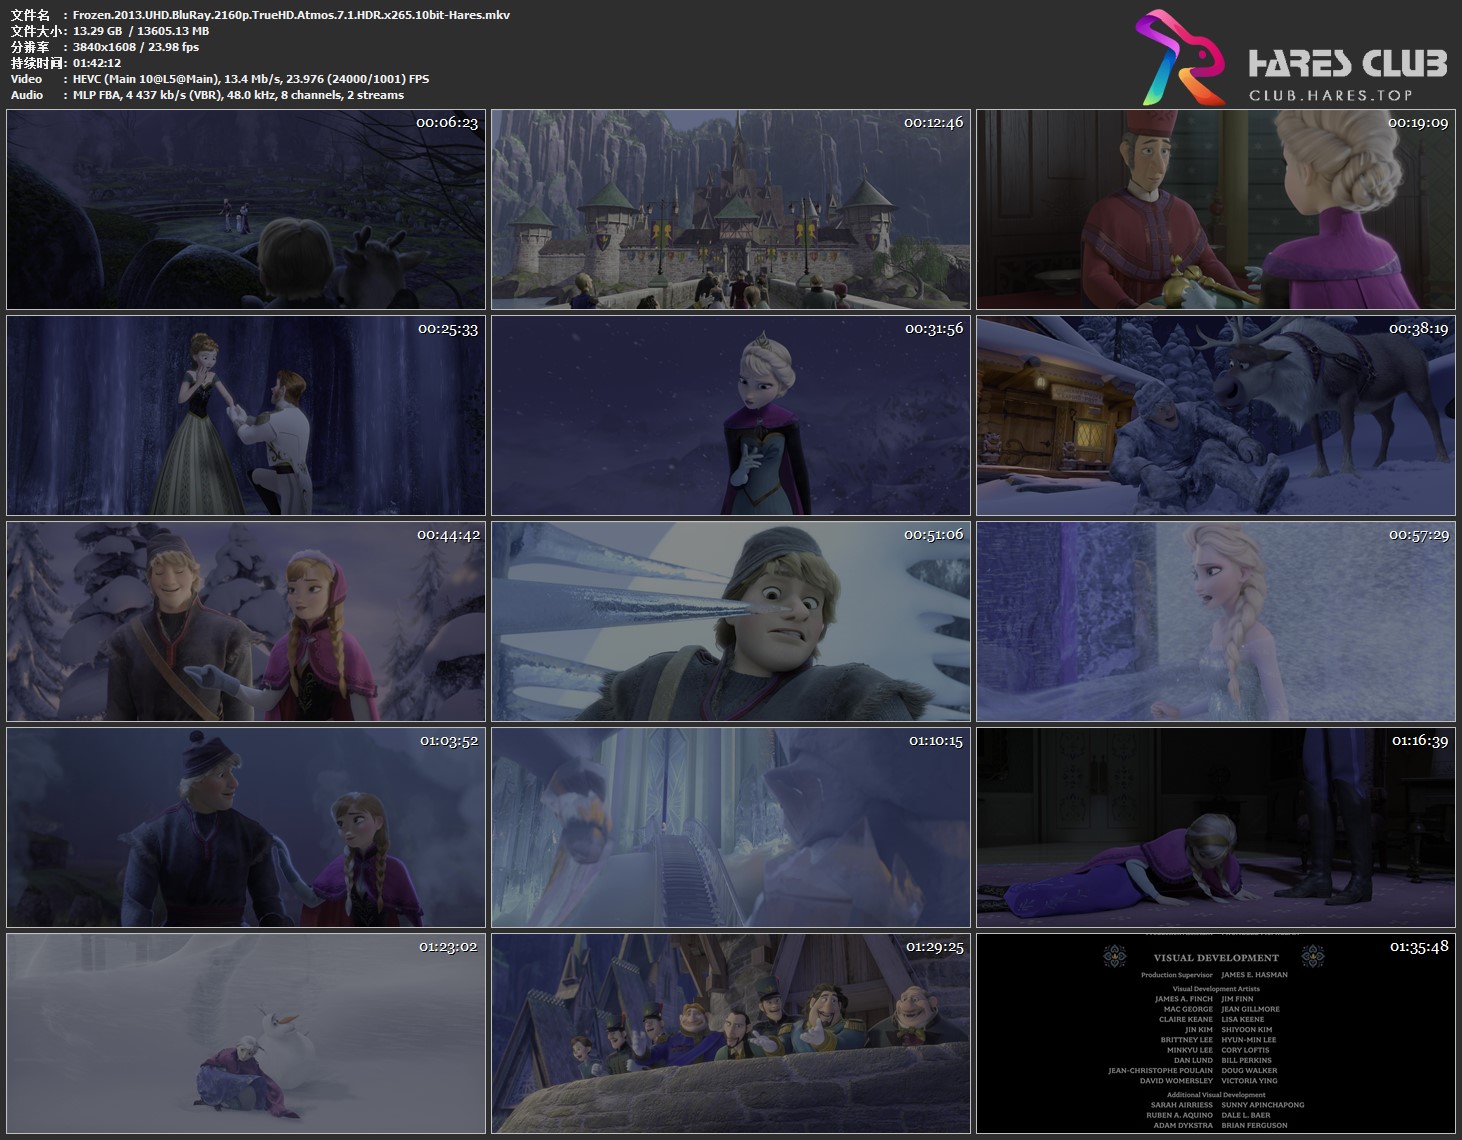 文件名 : Frozen.2013.UHD.BluRay.2160p.TrueHD.Atmos.7.1.HDR.x265.10bit-Hares.mkv
文件大小: 13.29 GB / 13605.13 MB
分辨率 : 3840x1608 / 23.98 fps
持续时间: 01:42:12
Video : HEVC (Main 10@L5@Main), 13.4 Mb/s, 23.976 (24000/1001) FPS
Audio : MLP FBA, 4 437 kb/s (VBR), 48.0 kHz, 8 channels, 2 streams
HARES CLUB
CLUB.HARES.TOP
00:06:23
00:12:46
00:19:09
00:25:33
00:31:56
00:38:19
00:44:42
00:51:06
00:57:29
01:03:52
01:10:15
01:16:39
01:23:02
01:29:25
01:35:48
VISUAL DEVELOPMENT
Production Supervisor JAMES E. HASMAN
Visual Development Artists
JAMES A. FINCH JIM FINN
MAC GEORGE JEAN GILLMORE
CLAIRE KEANE LISA KEENE
JIN KIM SHIYOON KIM
BRITTNEY LEE HYUN-MIN LEE
MINKYU LEE CORY LOFTIS
DAN LUND BILL PERKINS
JEAN-CHRISTOPHE POULAIN DOUG WALKER
DAVID WOMERSLEY VICTORIA YING
Additional Visual Development
SARAH AIRRIESS SUNNY APINCHAPONG
RUBEN A. AQUINO DALE L. BAER
ADAM DYKSTRA BRIAN FERGUSON